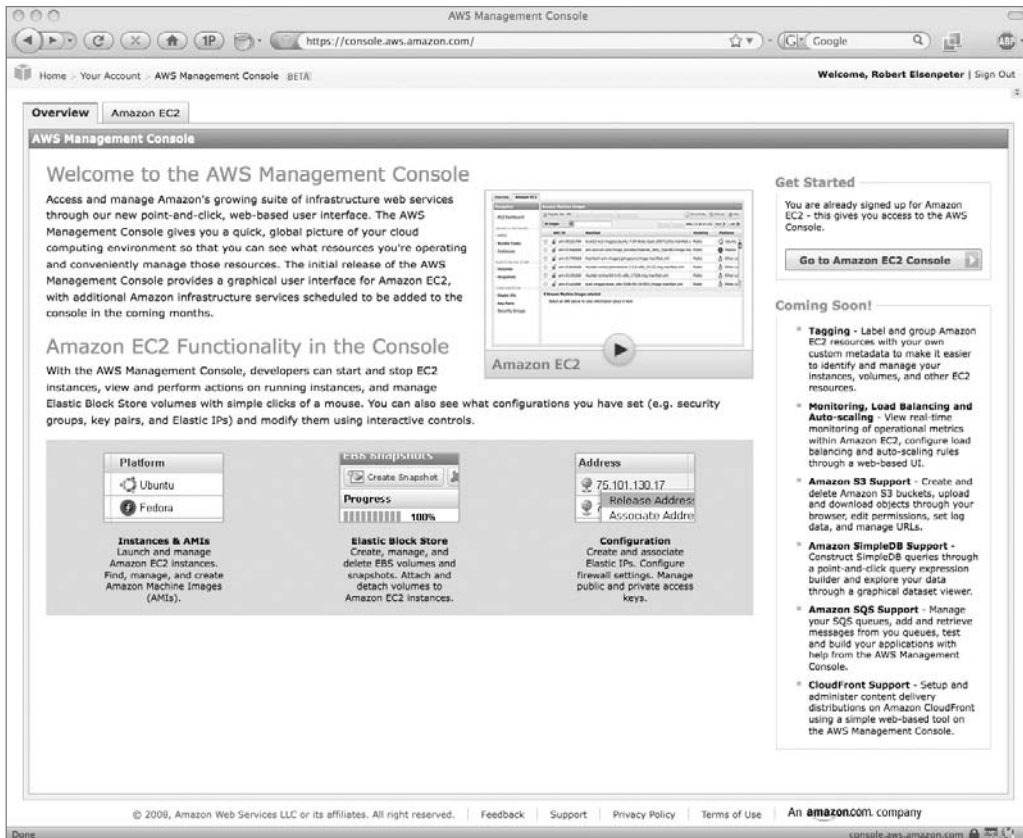 AWS Management Console
1P
https://console.aws.amazon.com/
Google
ABP
Home > Your Account > AWS Management Console BETA
Welcome, Robert Eisenpeter | Sign Out
Overview
Amazon EC2
AWS Management Console
Welcome to the AWS Management Console
Access and manage Amazon's growing suite of infrastructure web services
through our new point-and-click, web-based user interface. The AWS
Management Console gives you a quick, global picture of your cloud
computing environment so that you can see what resources you're operating
and conveniently manage those resources. The initial release of the AWS
Management Console provides a graphical user interface for Amazon EC2,
with additional Amazon infrastructure services scheduled to be added to the
console in the coming months.
Amazon EC2
Amazon EC2 Functionality in the Console
With the AWS Management Console, developers can start and stop EC2
instances, view and perform actions on running instances, and manage
Elastic Block Store volumes with simple clicks of a mouse. You can also see what configurations you have set (e.g. security
groups, key pairs, and Elastic IPs) and modify them using interactive controls.
Platform
Ubuntu
Fedora
Instances & AMIs
Launch and manage
Amazon EC2 instances.
Find, manage, and create
Amazon Machine Images
(AMIs).
EBS Snapshots
Create Snapshot
Progress
100%
Elastic Block Store
Create, manage, and
delete EBS volumes and
snapshots. Attach and
detach volumes to
Amazon EC2 instances.
Address
75.101.130.17
Release Address
7
Associate Addre
Configuration
Create and associate
Elastic IPs. Configure
firewall settings. Manage
public and private access
keys.
Get Started
You are already signed up for Amazon
EC2 - this gives you access to the AWS
Console.
Go to Amazon EC2 Console
Coming Soon!
Tagging - Label and group Amazon
EC2 resources with your own
custom metadata to make it easier
to identify and manage your
instances, volumes, and other EC2
resources.
Monitoring, Load Balancing and
Auto-scaling - View real-time
monitoring of operational metrics
within Amazon EC2, configure load
balancing and auto-scaling rules
through a web-based UI.
Amazon S3 Support - Create and
delete Amazon S3 buckets, upload
and download objects through your
browser, edit permissions, set log
data, and manage URLs.
Amazon SimpleDB Support -
Construct SimpleDB queries through
a point-and-click query expression
builder and explore your data
through a graphical dataset viewer.
Amazon SQS Support - Manage
your SQS queues, add and retrieve
messages from you queues, test
and build your applications with
help from the AWS Management
Console.
CloudFront Support - Setup and
administer content delivery
distributions on Amazon CloudFront
using a simple web-based tool on
the AWS Management Console.
© 2008, Amazon Web Services LLC or its affiliates. All right reserved. | Feedback | Support | Privacy Policy | Terms of Use An amazon.com. company
Done
console.aws.amazon.com